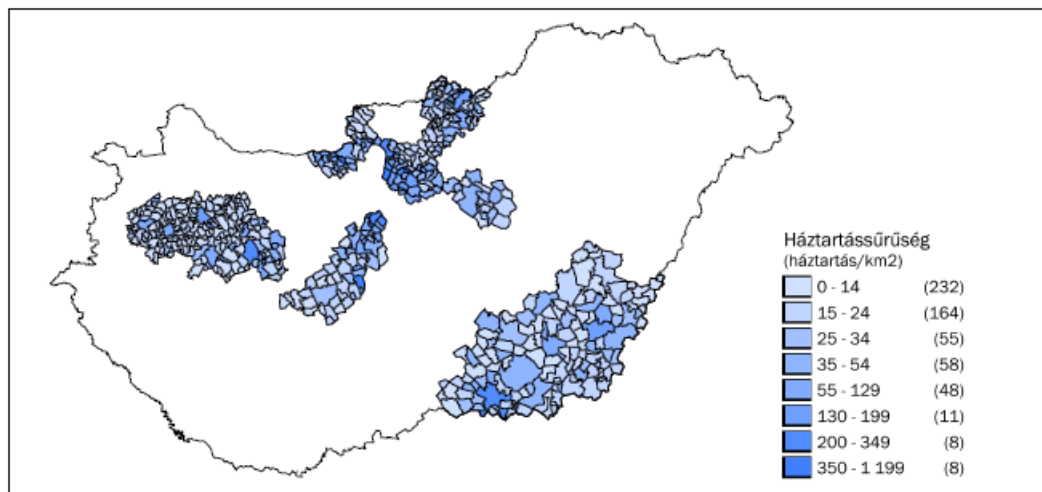 Háztartássűrűség
(háztartás/km2)
0 - 14 (232)
15 - 24 (164)
25 - 34 (55)
35 - 54 (58)
55 - 129 (48)
130 - 199 (11)
200 - 349 (8)
350 - 1 199 (8)